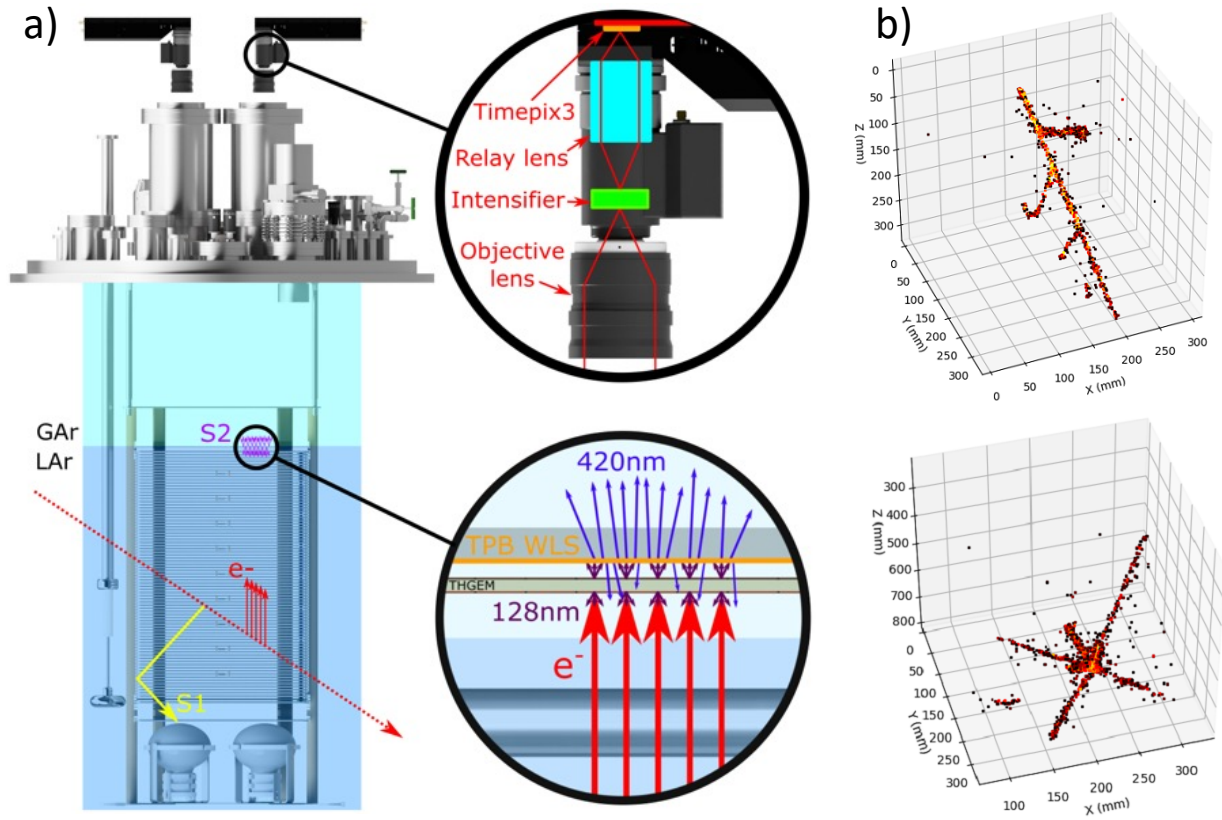 a)
Timepix3
Relay lens
Intensifier
Objective
lens
GAr
LAr
S2
e-
S1
420nm
TPB WLS
THGEM
128nm
e-
b)
Z (mm)
0
50
100
150
200
250
300
0
50
100
150
200
250
300
Y (mm)
0
50
100
150
200
250
300
X (mm)
Z (mm)
300
400
500
600
700
800
0
50
100
150
200
250
Y (mm)
100
150
200
250
300
X (mm)